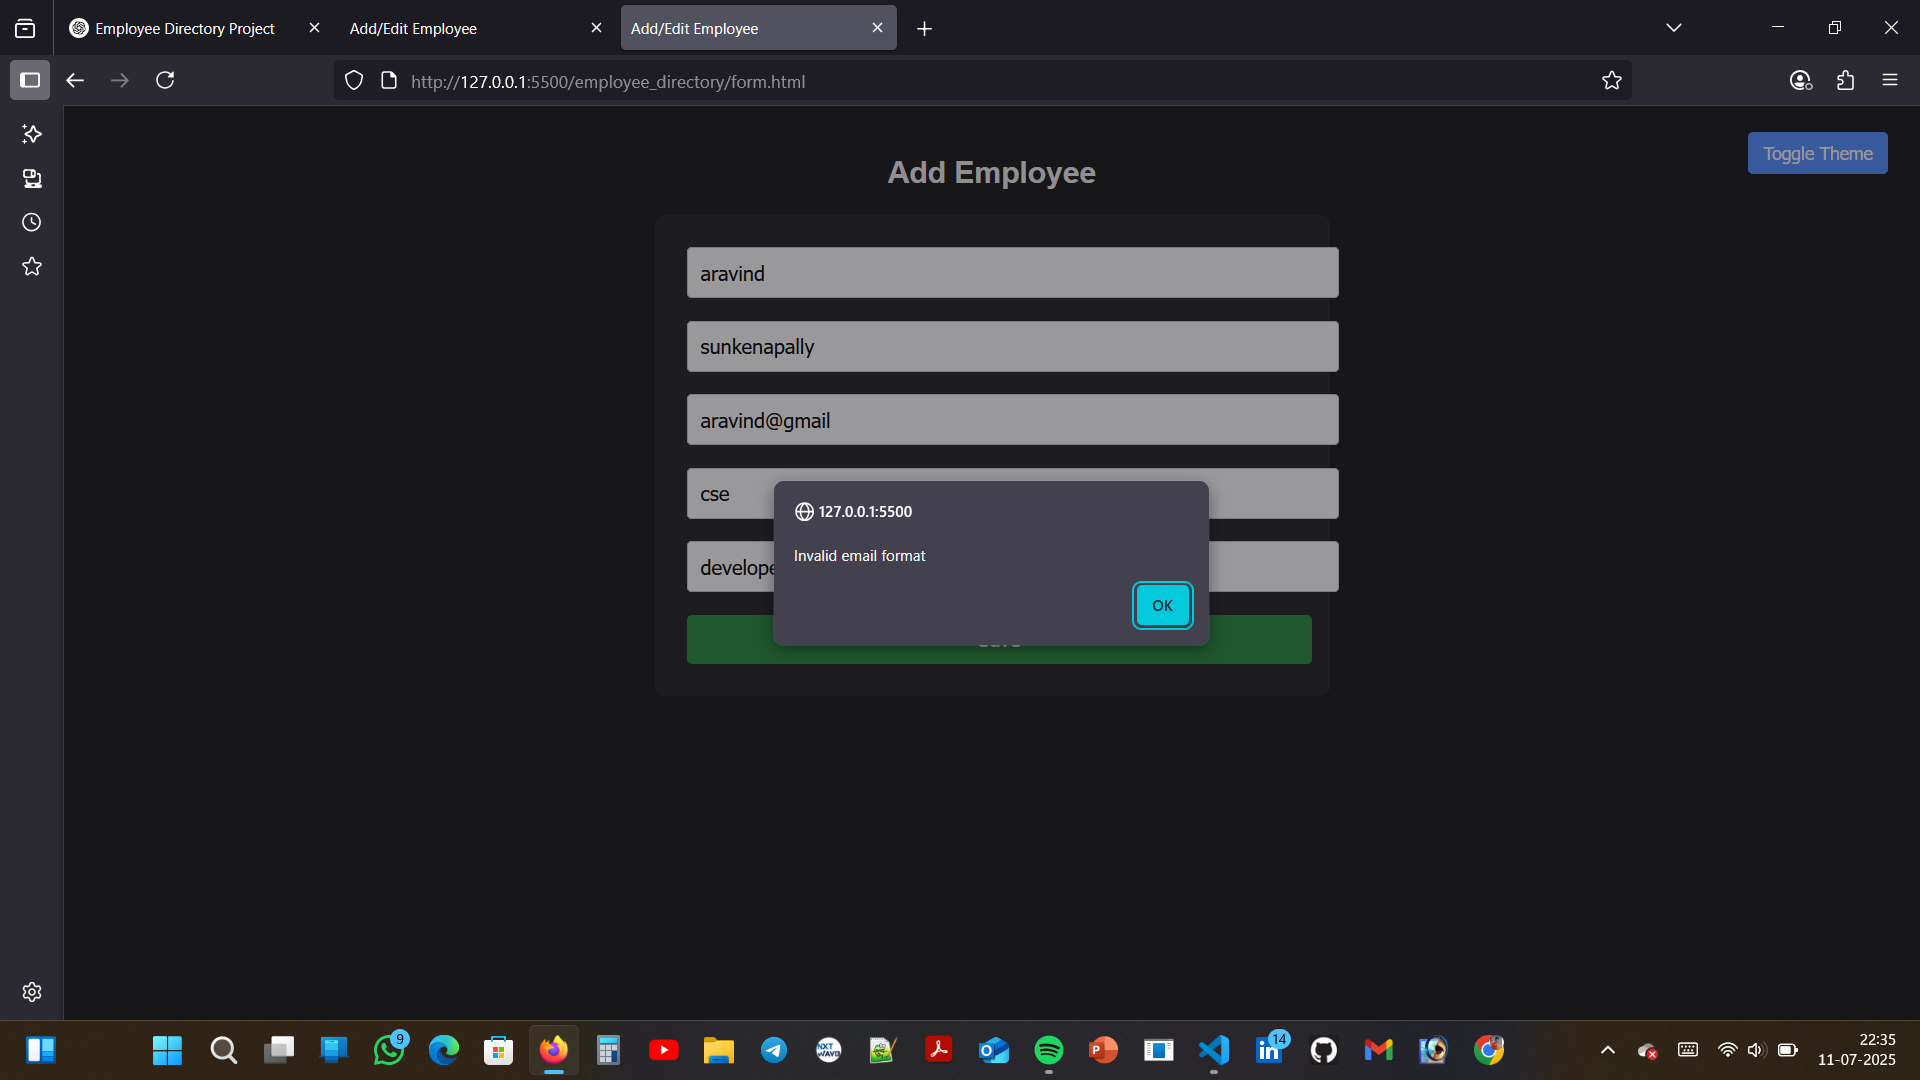 Employee Directory Project
Add/Edit Employee
Add/Edit Employee
http://127.0.0.1:5500/employee_directory/form.html
Toggle Theme
Add Employee
aravind
sunkenapally
aravind@gmail
cse
127.0.0.1:5500
Invalid email format
develope
OK
9
NXT
WAVE
14
22:35
11-07-2025